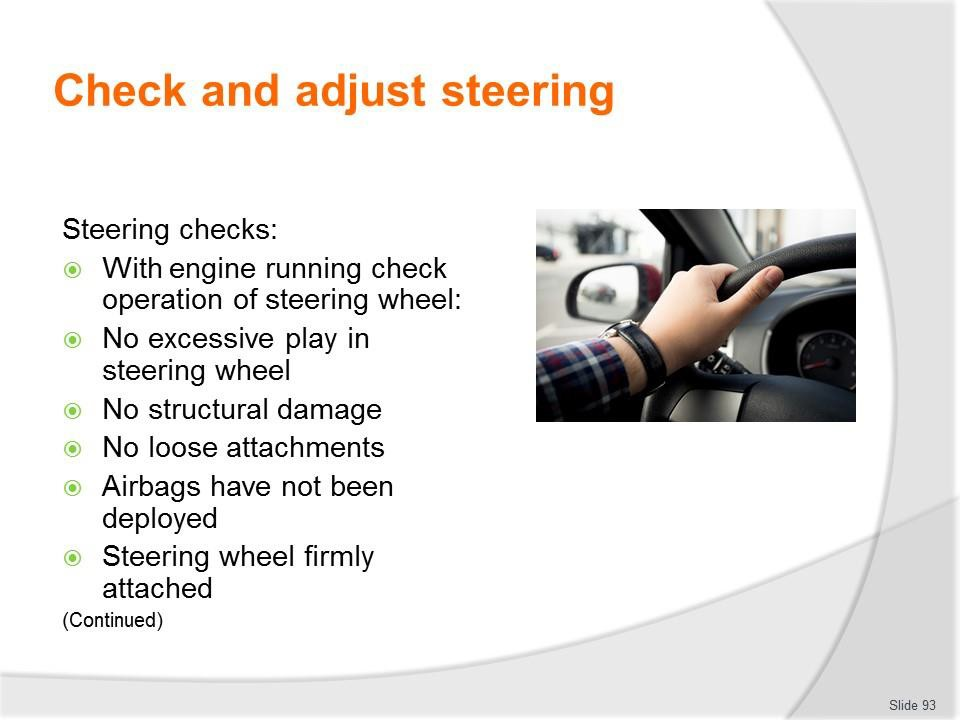 Check and adjust steering
Steering checks:
With engine running check
operation of steering wheel:
No excessive play in
steering wheel
No structural damage
No loose attachments
Airbags have not been
deployed
Steering wheel firmly
attached
(Continued)
Slide 93